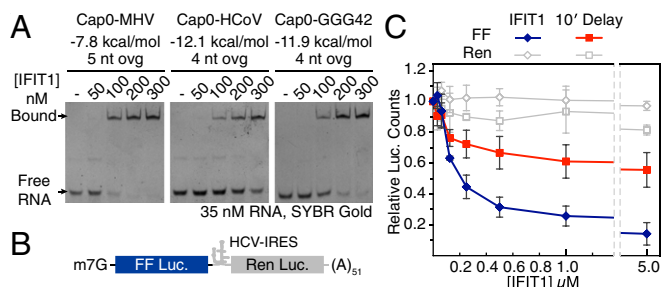 A
Cap0-MHV Cap0-HCoV Cap0-GGG42
-7.8 kcal/mol -12.1 kcal/mol -11.9 kcal/mol
5 nt ovg 4 nt ovg 4 nt ovg
[IFIT1] nM - 50 100 200 300 - 50 100 200 300 - 50 100 200 300
Bound
Free RNA
35 nM RNA, SYBR Gold
B
HCV-IRES
m7G FF Luc. Ren Luc. (A)51
C
IFIT1 10′ Delay
FF
Ren
Relative Luc. Counts
1.2
1.0
0.8
0.6
0.4
0.2
0.2 0.4 0.6 0.8 1.0 5.0
[IFIT1] µM